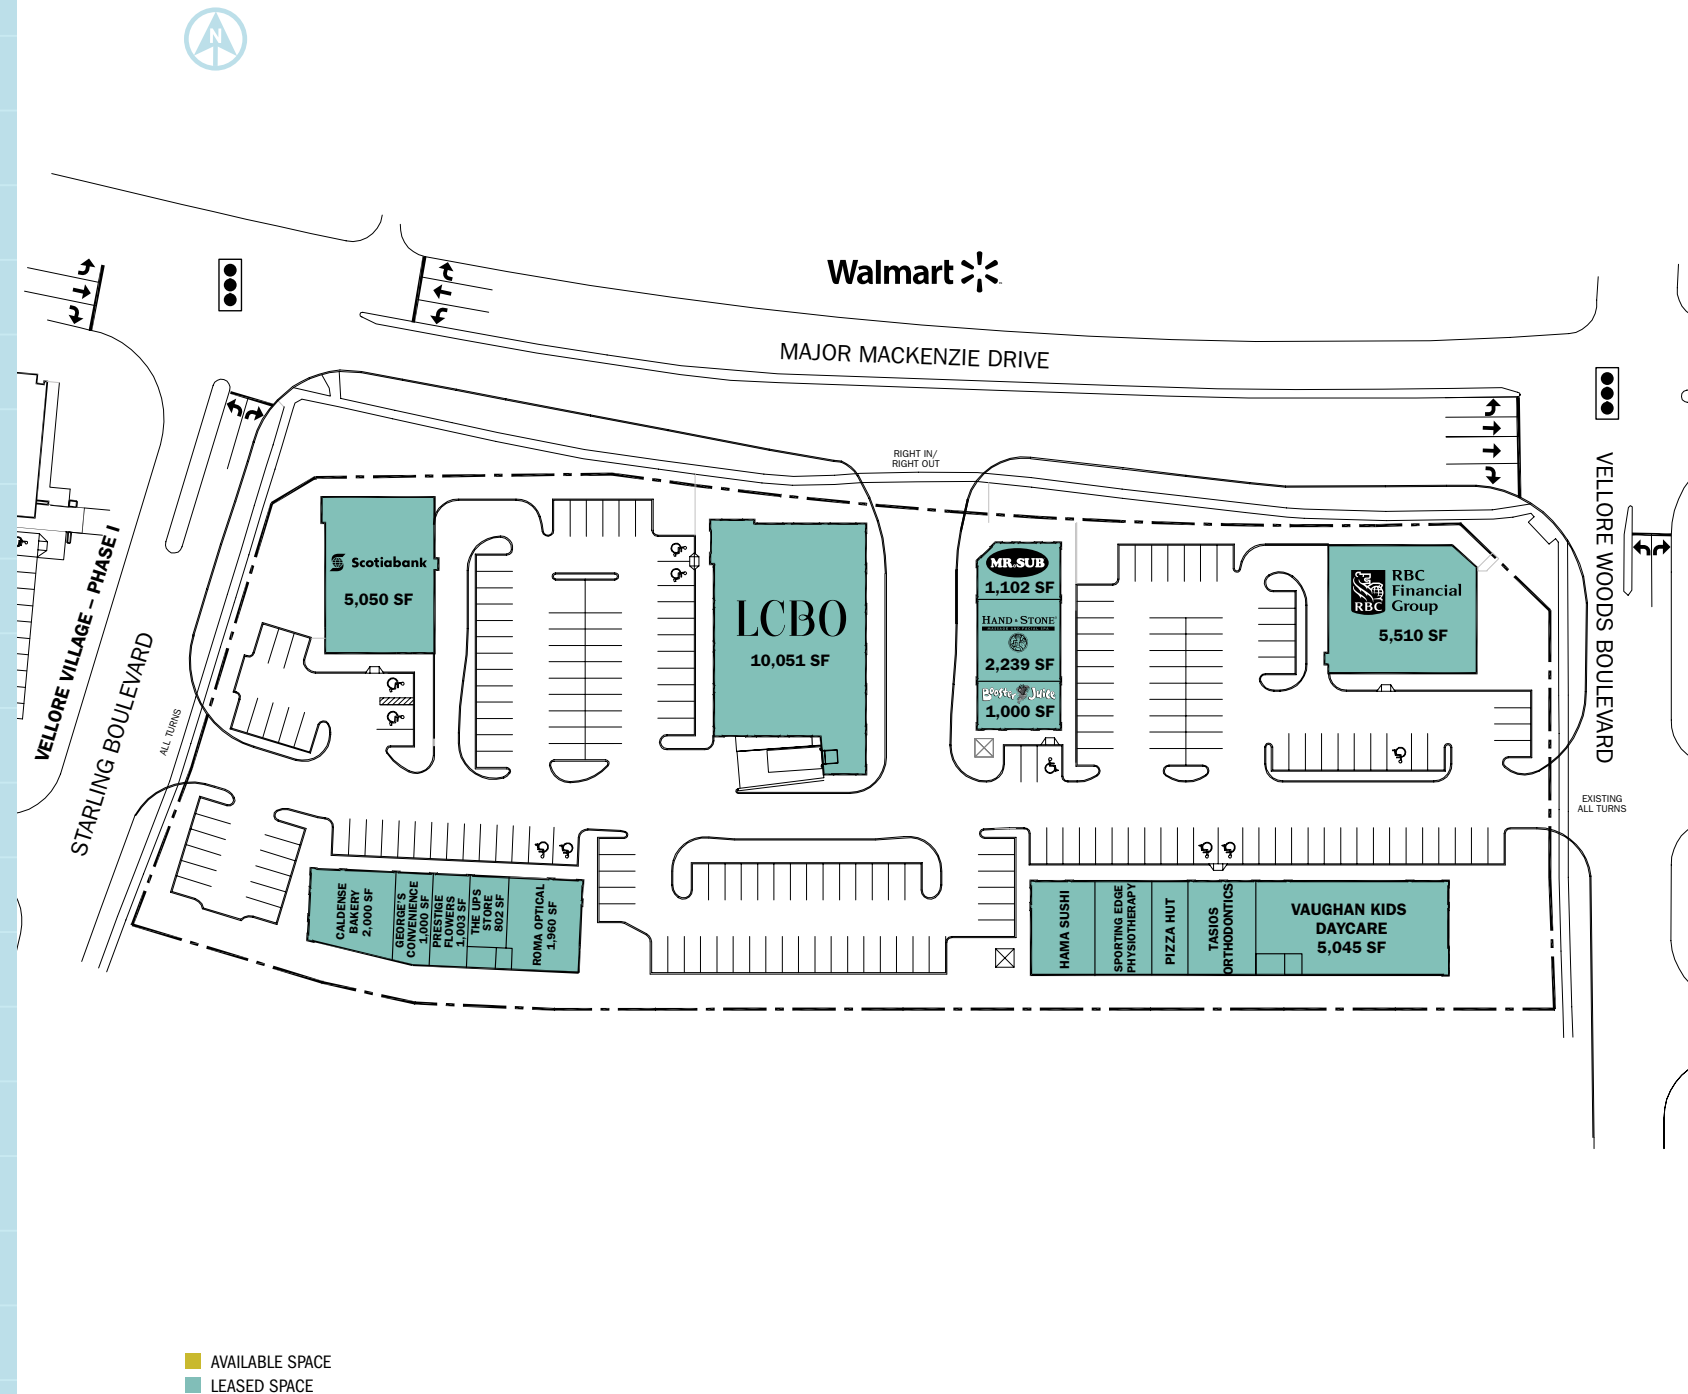 N
Walmart
MAJOR MACKENZIE DRIVE
RIGHT IN/
RIGHT OUT
VELLORE VILLAGE – PHASE I
STARLING BOULEVARD
ALL TURNS
VELLORE WOODS BOULEVARD
EXISTING
ALL TURNS
Scotiabank
5,050 SF
LCBO
10,051 SF
MR.SUB
1,102 SF
HAND & STONE
2,239 SF
Booster Juice
1,000 SF
RBC
RBC
Financial
Group
5,510 SF
CALDENSE
BAKERY
2,000 SF
GEORGE'S
CONVENIENCE
1,000 SF
PRESTIGE
FLOWERS
1,003 SF
THE UPS
STORE
802 SF
ROMA OPTICAL
1,960 SF
HAMA SUSHI
SPORTING EDGE
PHYSIOTHERAPY
PIZZA HUT
TASIOS
ORTHODONTICS
VAUGHAN KIDS
DAYCARE
5,045 SF
AVAILABLE SPACE
LEASED SPACE